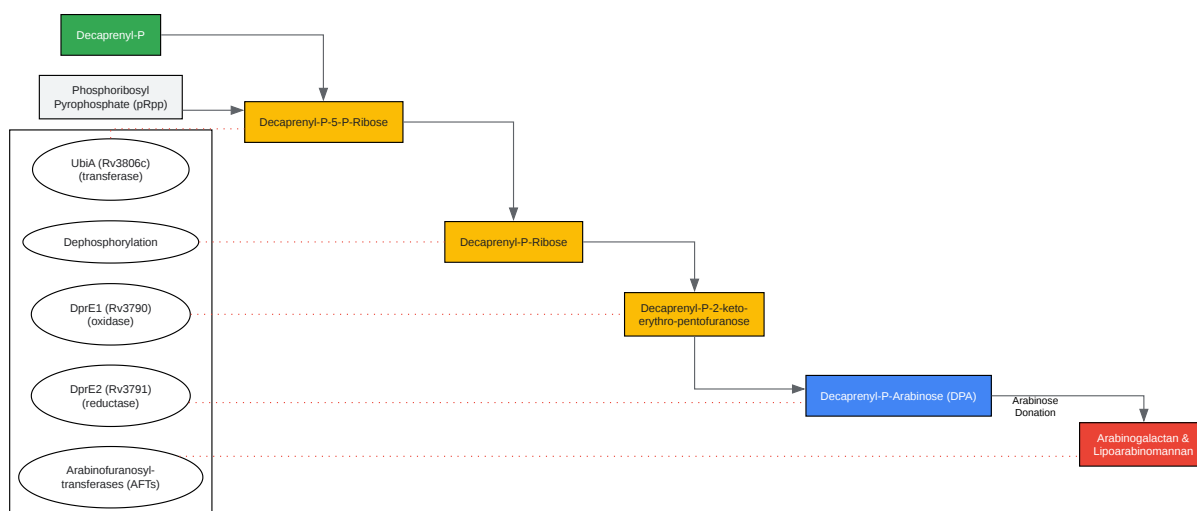 Decaprenyl-P
Phosphoribosyl
Pyrophosphate (pRpp)
Decaprenyl-P-5-P-Ribose
UbiA (Rv3806c)
(transferase)
Dephosphorylation
Decaprenyl-P-Ribose
DprE1 (Rv3790)
(oxidase)
Decaprenyl-P-2-keto-
erythro-pentofuranose
DprE2 (Rv3791)
(reductase)
Decaprenyl-P-Arabinose (DPA)
Arabinose
Donation
Arabinogalactan &
Lipoarabinomannan
Arabinofuranosyl-
transferases (AFTs)